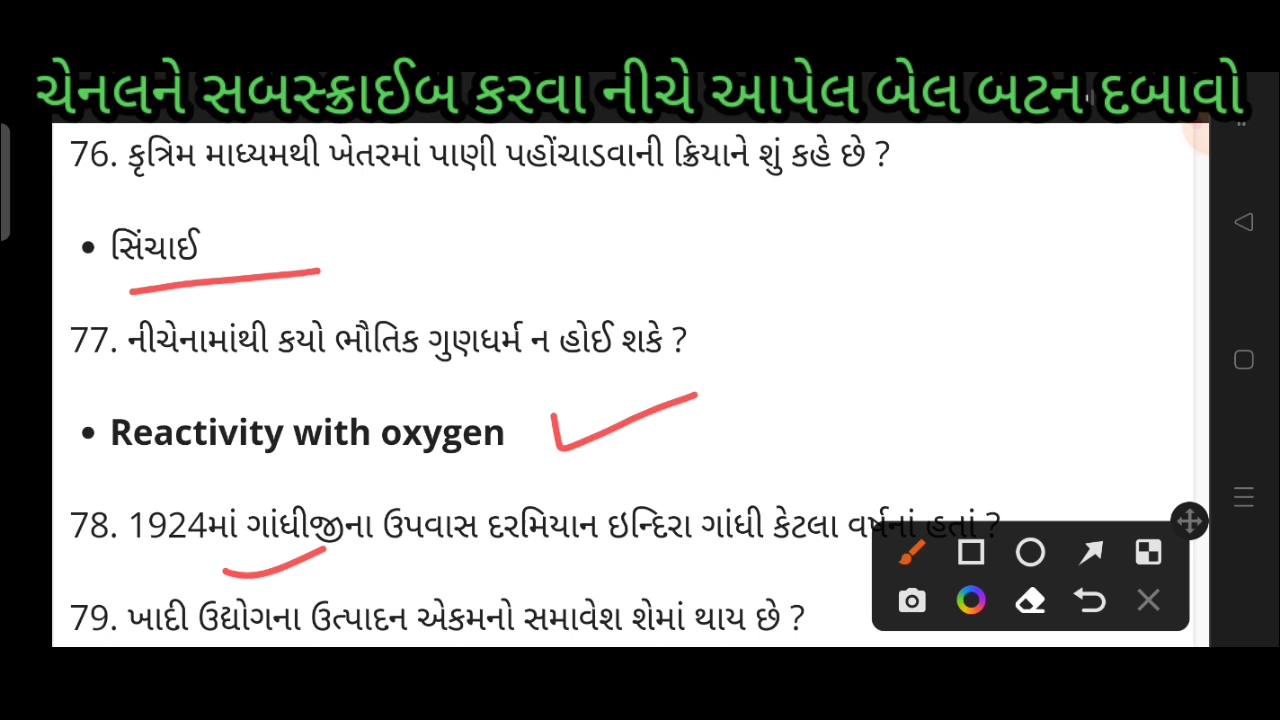 ચેનલને સબસ્ક્રાઈબ કરવા નીચે આપેલ બેલ બટન દબાવો
76. કૃત્રિમ માધ્યમથી ખેતરમાં પાણી પહોંચાડવાની ક્રિયાને શું કહે છે ?
• સિંચાઈ
77. નીચેનામાંથી કયો ભૌતિક ગુણધર્મ ન હોઈ શકે ?
• Reactivity with oxygen
78. 1924માં ગાંધીજીના ઉપવાસ દરમિયાન ઇન્દિરા ગાંધી કેટલા વર્ષનાં હતાં ?
79. ખાદી ઉદ્યોગના ઉત્પાદન એકમનો સમાવેશ શેમાં થાય છે ?